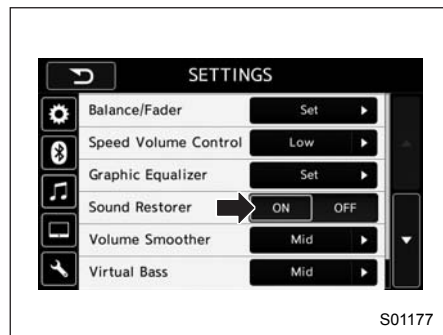 SETTINGS
Balance/Fader Set
Speed Volume Control Low
Graphic Equalizer Set
Sound Restorer ON OFF
Volume Smoother Mid
Virtual Bass Mid
S01177